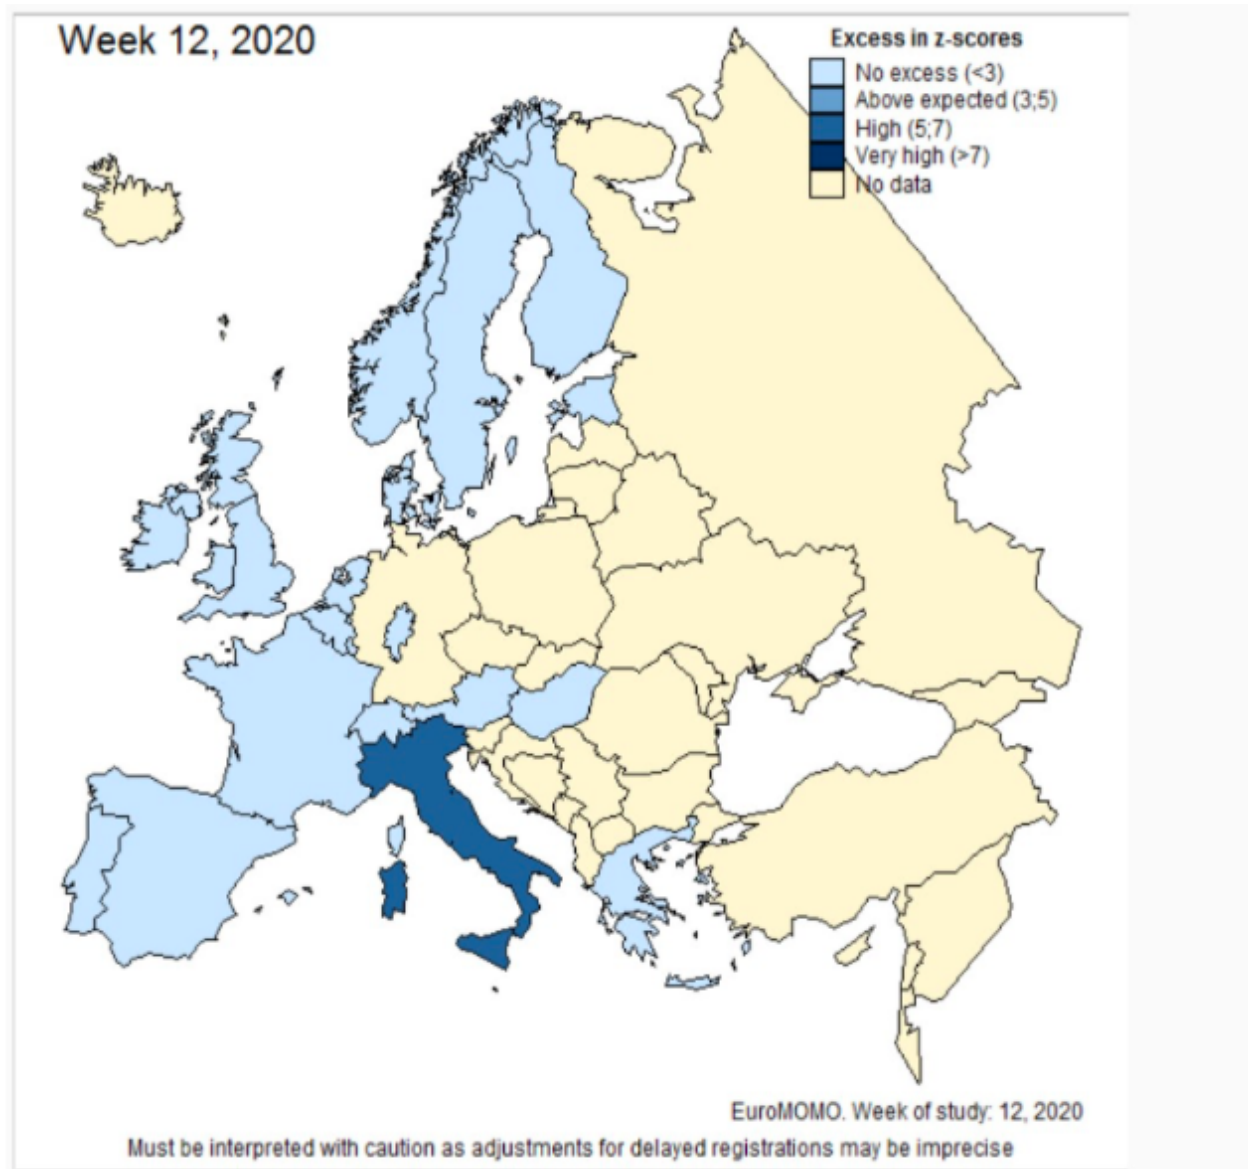 Week 12, 2020
Excess in z-scores
No excess (<3)
Above expected (3;5)
High (5;7)
Very high (>7)
No data
EuroMOMO. Week of study: 12, 2020
Must be interpreted with caution as adjustments for delayed registrations may be imprecise